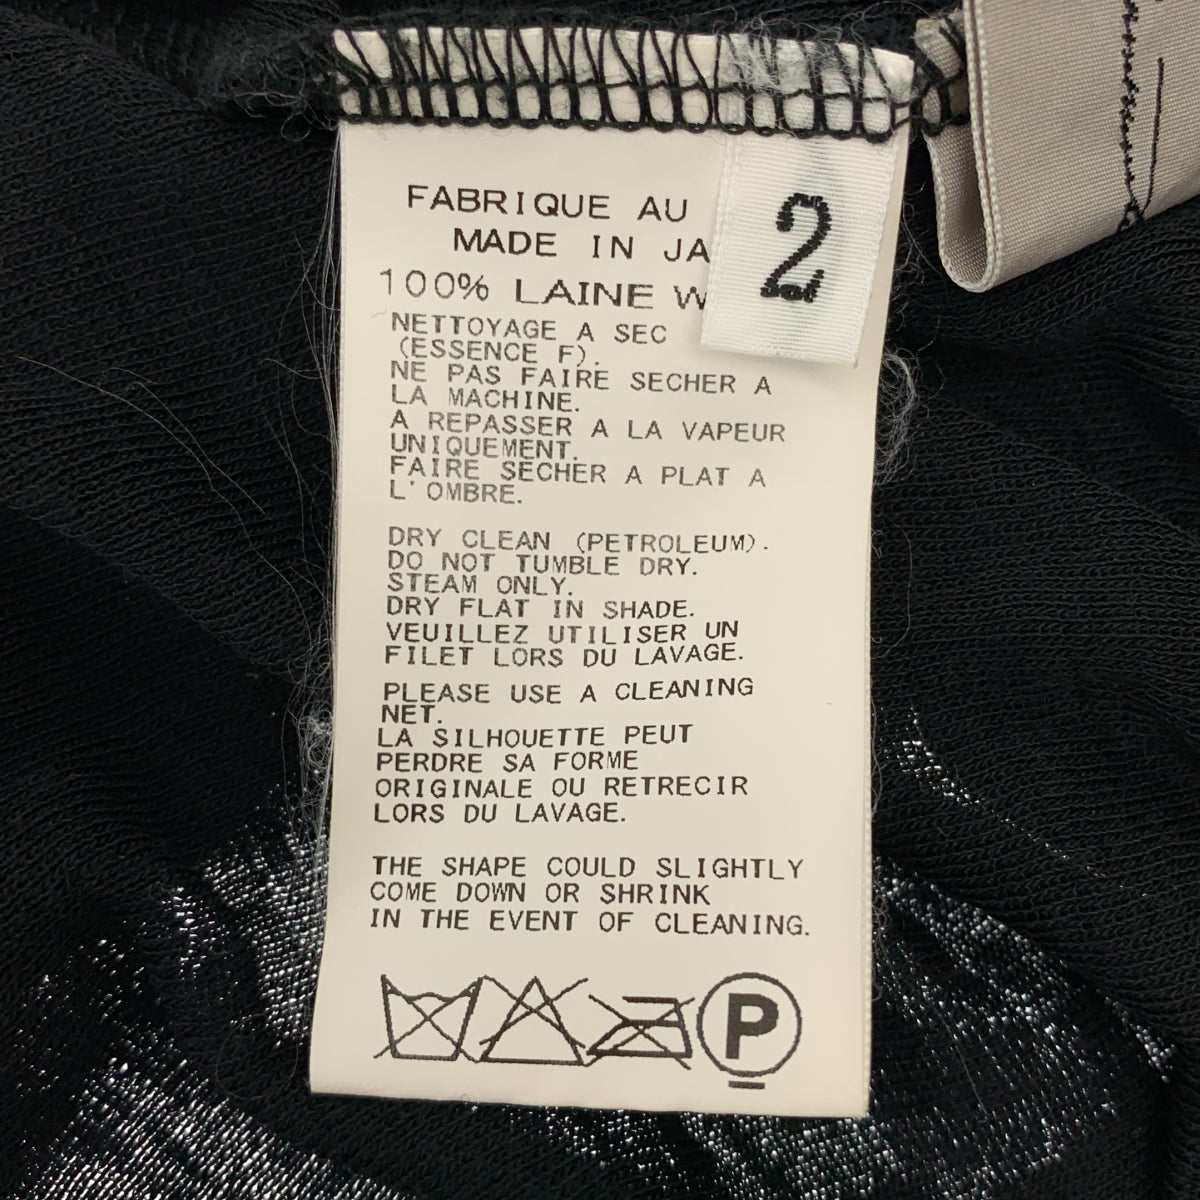 FABRIQUE AU
MADE IN JA
100% LAINE W
2
NETTOYAGE A SEC
(ESSENCE F).
NE PAS FAIRE SECHER A
LA MACHINE.
A REPASSER A LA VAPEUR
UNIQUEMENT.
FAIRE SECHER A PLAT A
L'OMBRE.
DRY CLEAN (PETROLEUM).
DO NOT TUMBLE DRY.
STEAM ONLY.
DRY FLAT IN SHADE.
VEUILLEZ UTILISER UN
FILET LORS DU LAVAGE.
PLEASE USE A CLEANING
NET.
LA SILHOUETTE PEUT
PERDRE SA FORME
ORIGINALE OU RETRECIR
LORS DU LAVAGE.
THE SHAPE COULD SLIGHTLY
COME DOWN OR SHRINK
IN THE EVENT OF CLEANING.
P